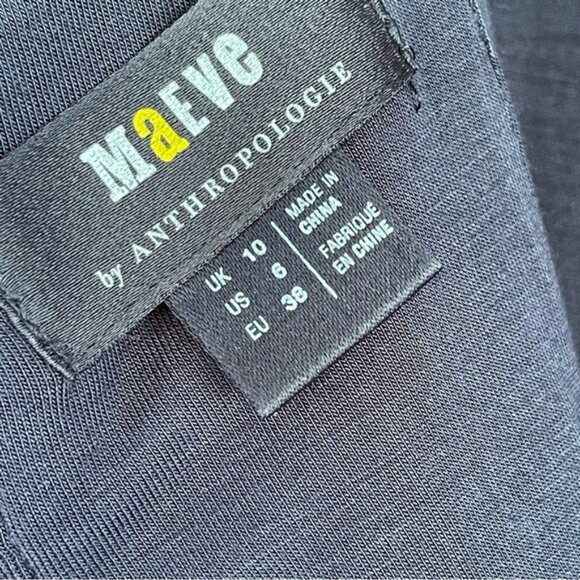 MaEVe
by ANTHROPOLOGIE
UK 10
US 6
EU 38
MADE IN
CHINA
FABRIQUÉ
EN CHINE